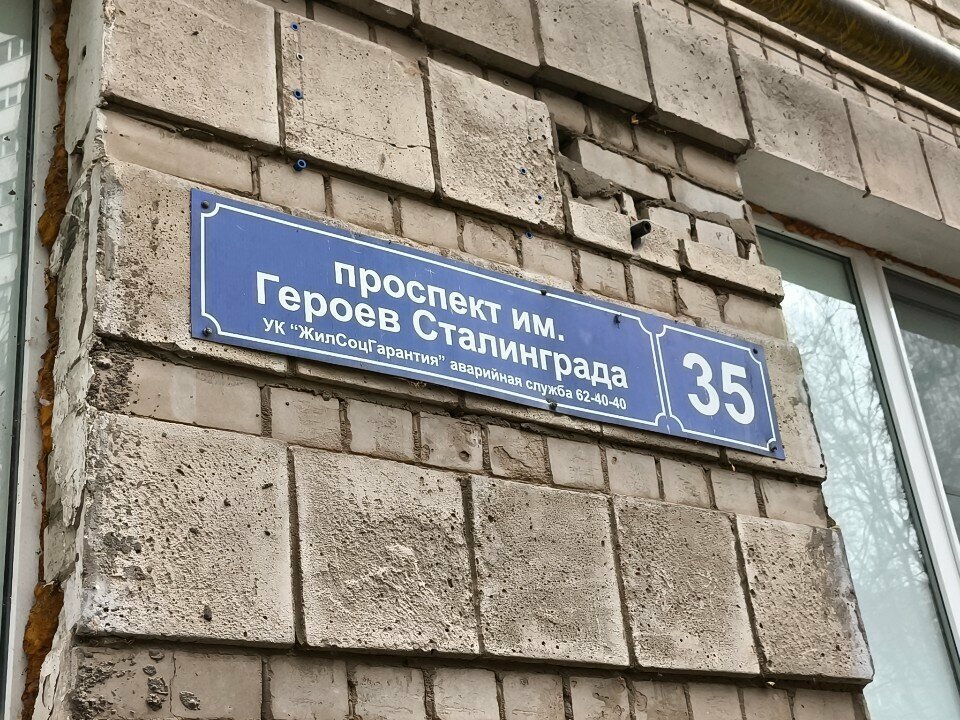 проспект им.
Героев Сталинграда
УК "ЖилСоцГарантия" аварийная служба 62-40-40
35